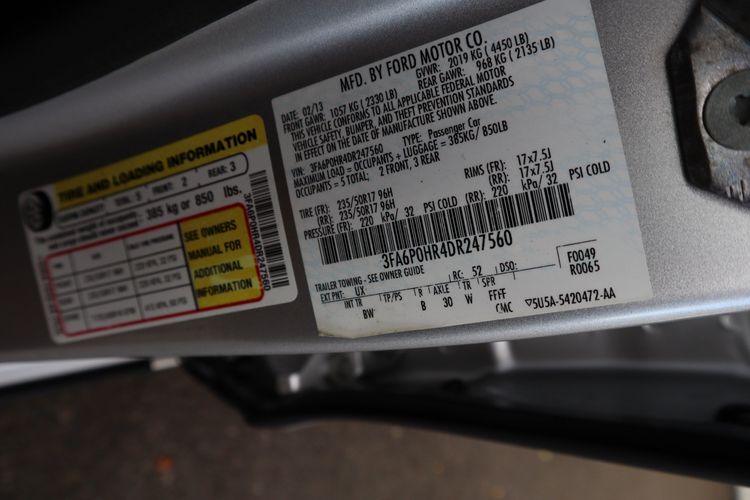 TIRE AND LOADING INFORMATION
FRONT: 2
REAR: 3
385 kg or 850 lbs.
SEE OWNERS
MANUAL FOR
ADDITIONAL
INFORMATION
3FA6P0HR4DR247560
MFD. BY FORD MOTOR CO.
DATE: 02/13 GVWR: 2019 KG ( 4450 LB)
FRONT GAWR: 1057 KG ( 2330 LB) REAR GAWR: 968 KG ( 2135 LB)
THIS VEHICLE CONFORMS TO ALL APPLICABLE FEDERAL MOTOR
VEHICLE SAFETY, BUMPER, AND THEFT PREVENTION STANDARDS
IN EFFECT ON THE DATE OF MANUFACTURE SHOWN ABOVE.
VIN: 3FA6P0HR4DR247560 TYPE: Passenger Car
MAXIMUM LOAD = OCCUPANTS + LUGGAGE = 385KG/ 850LB
OCCUPANTS = 5 TOTAL; 2 FRONT, 3 REAR
TIRE (FR): 235/50R17 96H RINS (FR): 17x7.5J
(RR): 235/50R17 96H (RR): 17x7.5J
PRESSURE (FR): 220 kPa/ 32 PSI COLD (RR): 220 kPa/ 32 PSI COLD
3FA6P0HR4DR247560
F0049
R0065
TRAILER TOWING - SEE OWNER GUIDE
EXT PNT: UX RC: 52 DSO:
INT TR TP/PS R AXLE TR SPR
BW B 30 W FFFF
CMC 5U5A-5420472-AA